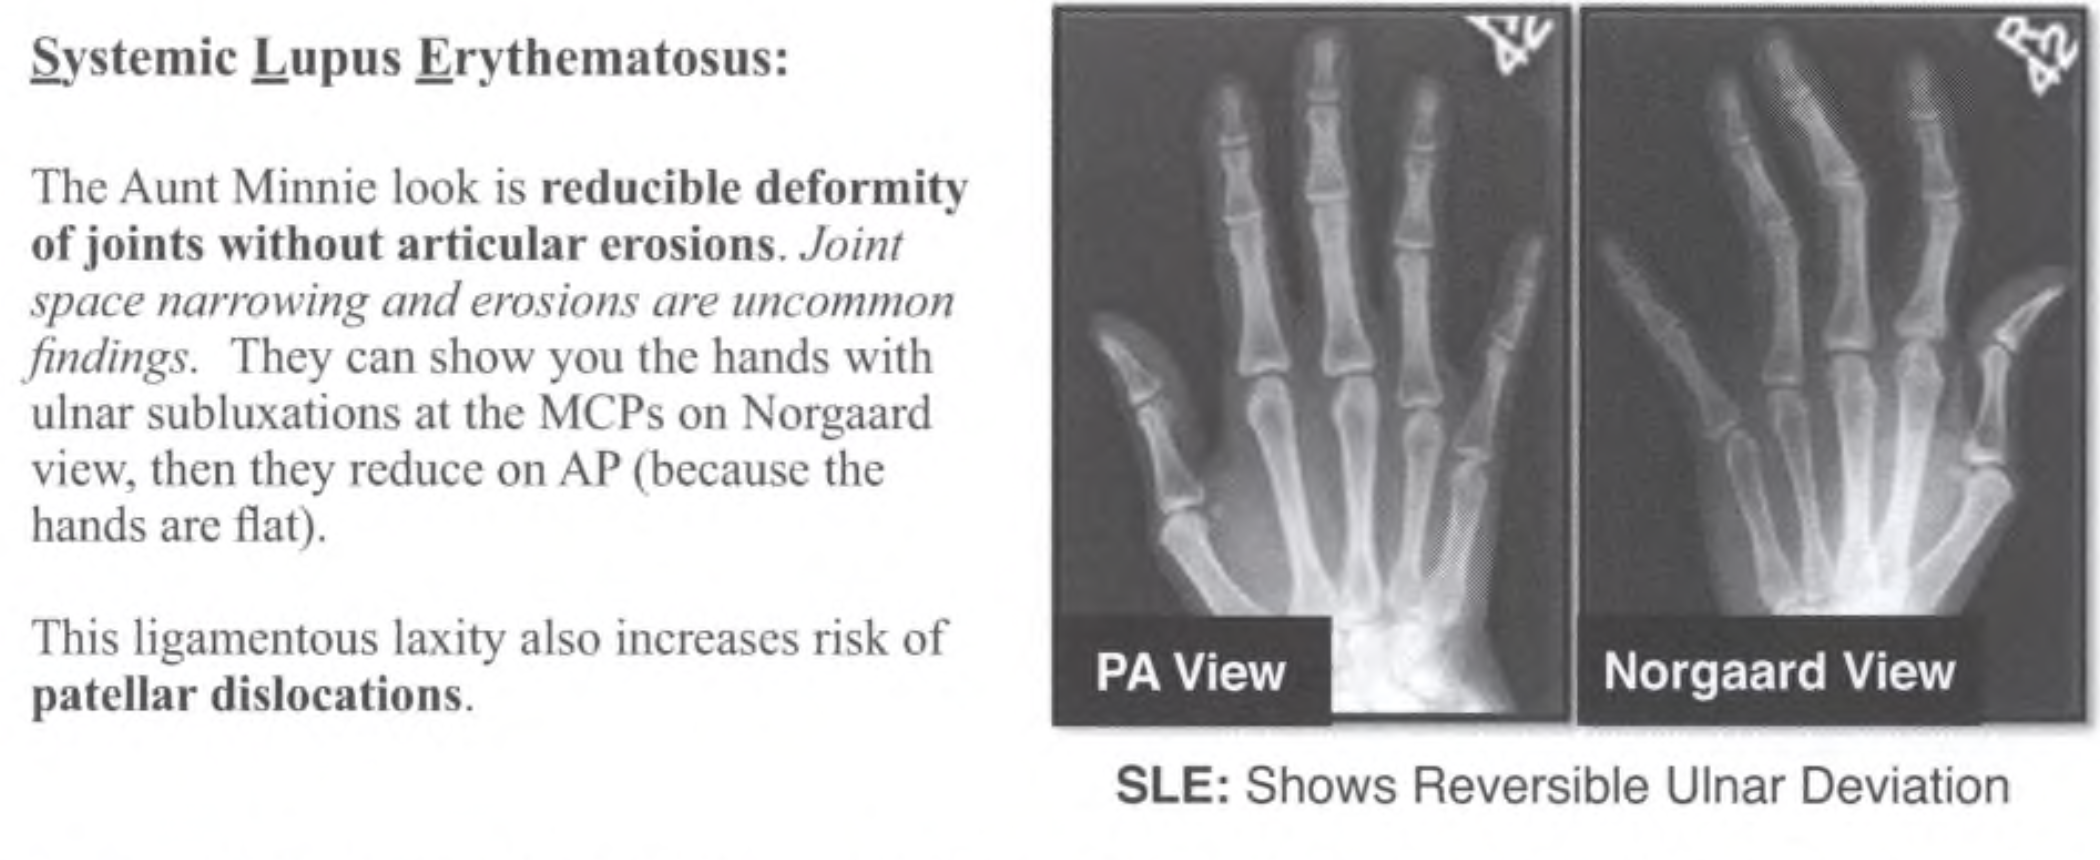 Systemic Lupus Erythematosus:
The Aunt Minnie look is reducible deformity
of joints without articular erosions. Joint
space narrowing and erosions are uncommon
findings. They can show you the hands with
ulnar subluxations at the MCPs on Norgaard
view, then they reduce on AP (because the
hands are flat).
This ligamentous laxity also increases risk of
patellar dislocations.
PA View
R
42
Norgaard View
SLE: Shows Reversible Ulnar Deviation